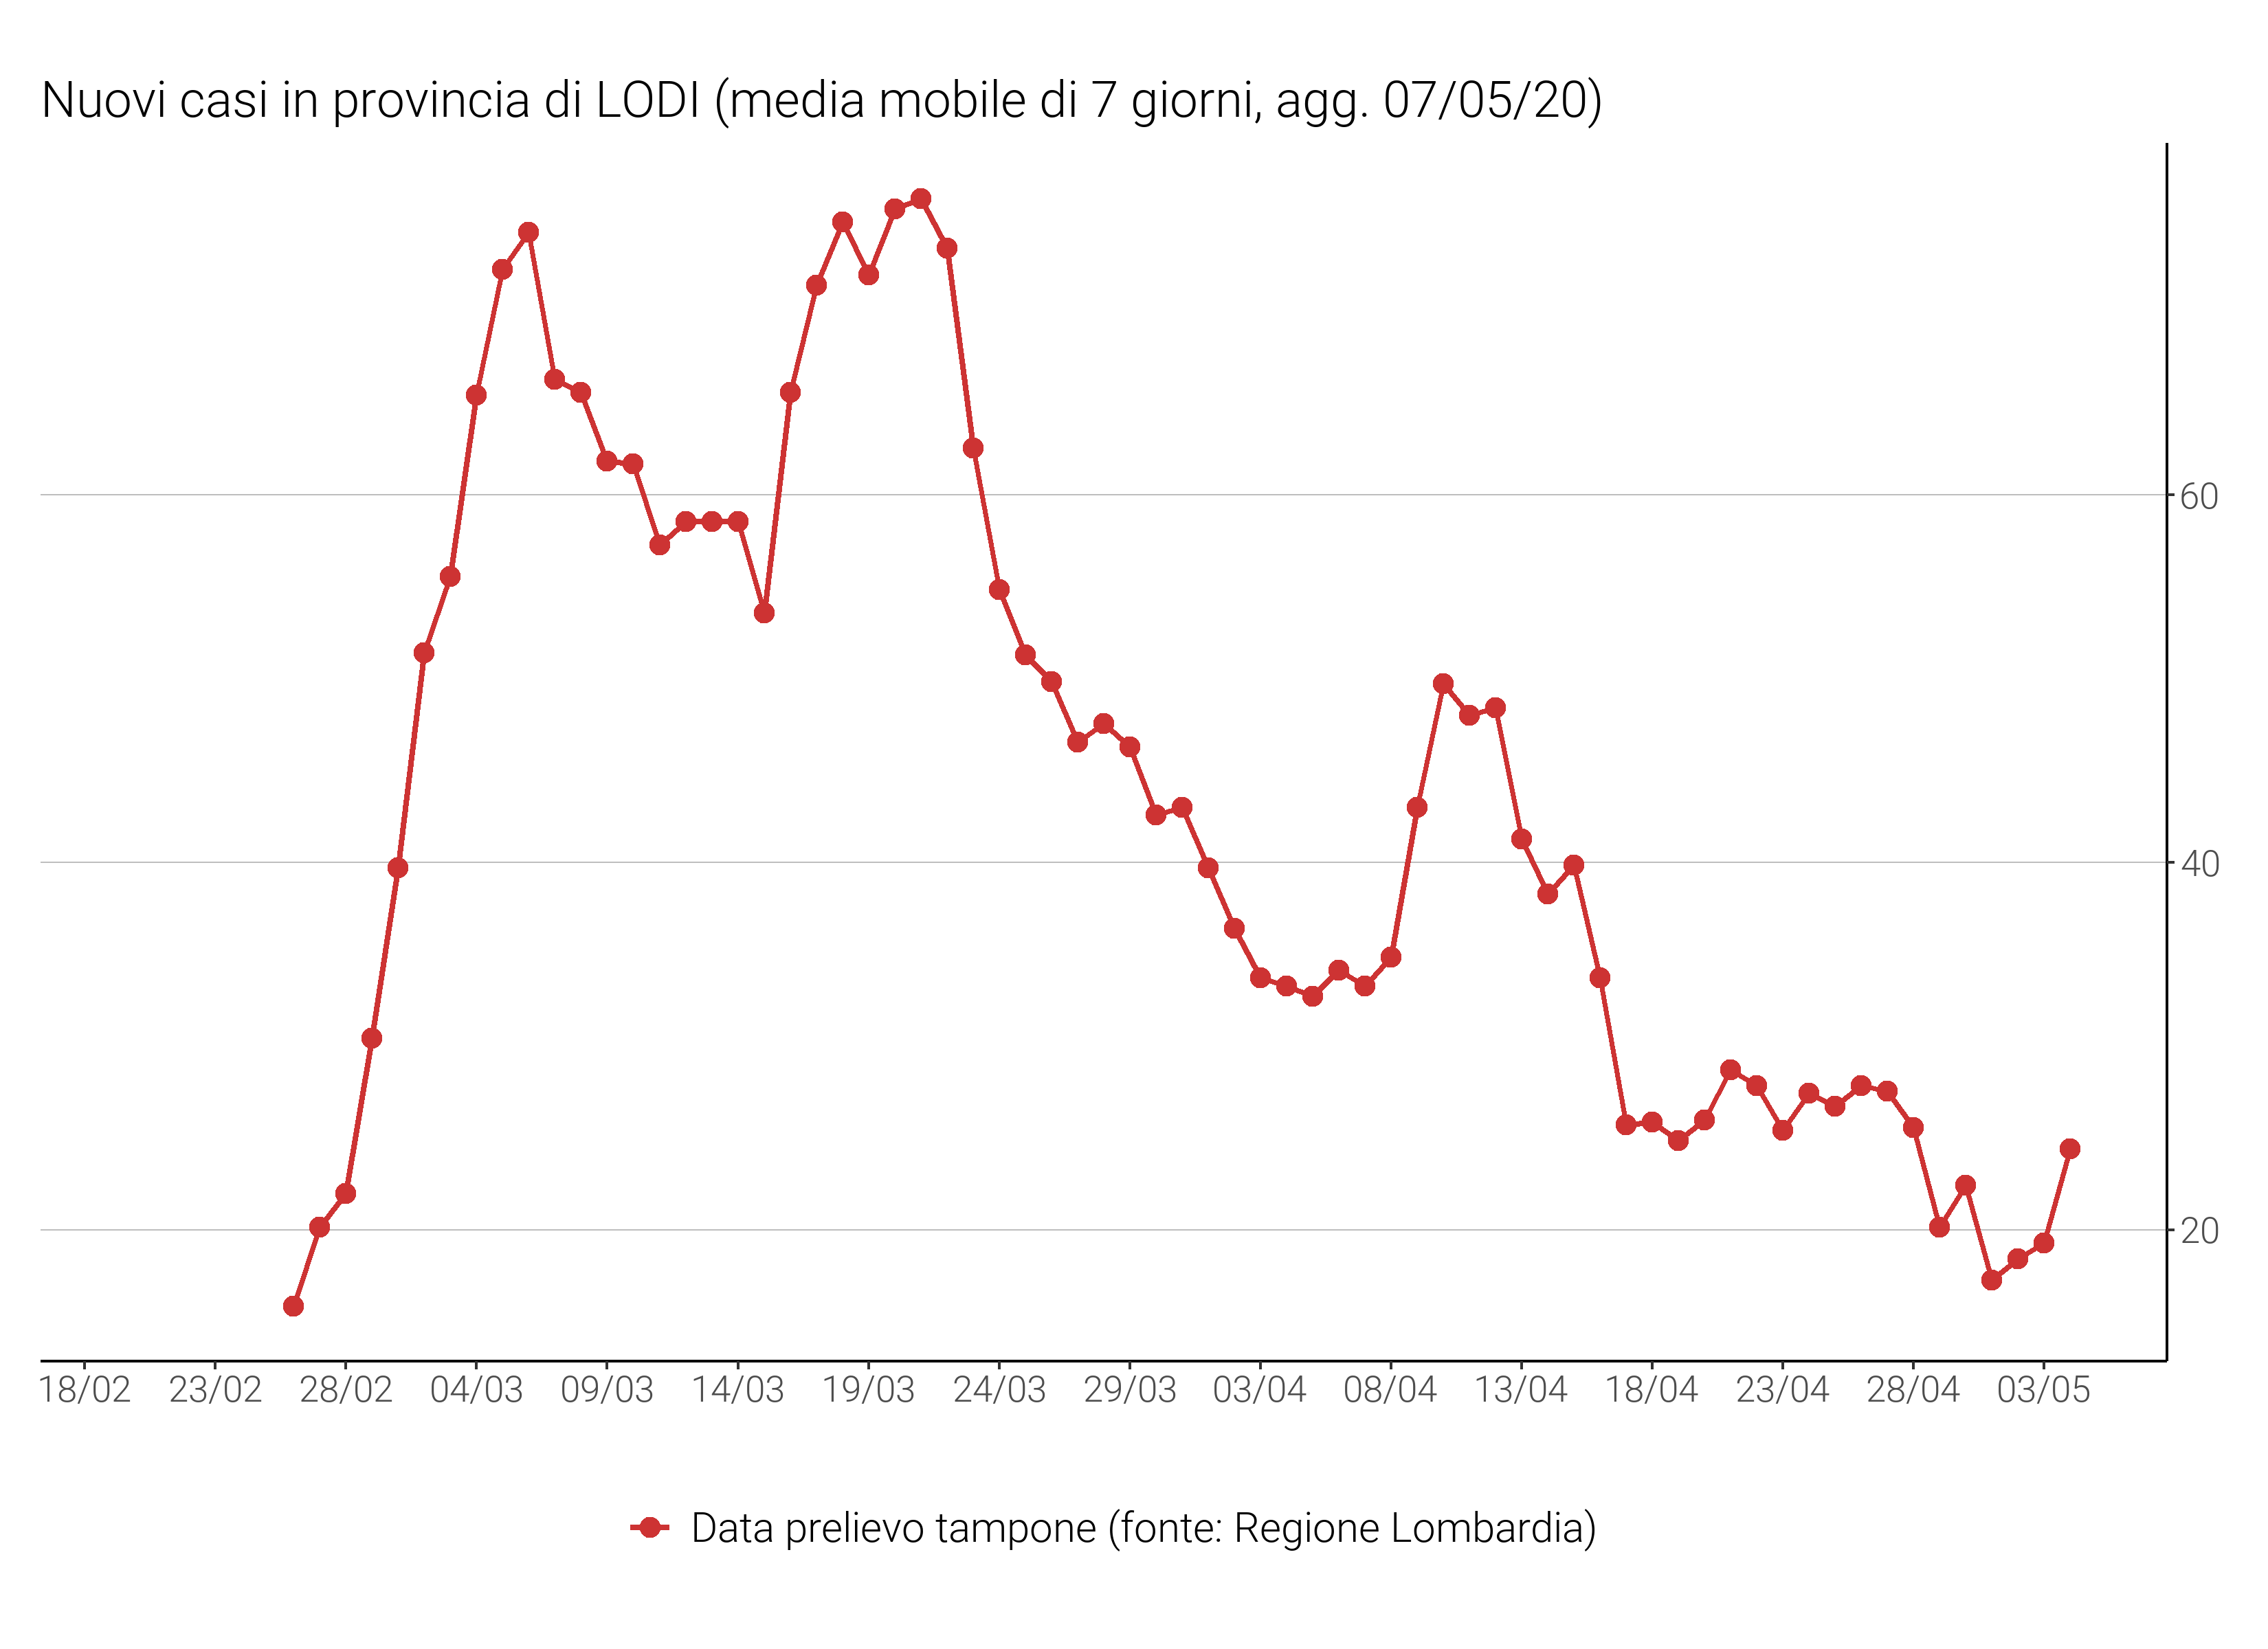 Nuovi casi in provincia di LODI (media mobile di 7 giorni, agg. 07/05/20)
60
40
20
18/02 23/02 28/02 04/03 09/03 14/03 19/03 24/03 29/03 03/04 08/04 13/04 18/04 23/04 28/04 03/05
Data prelievo tampone (fonte: Regione Lombardia)